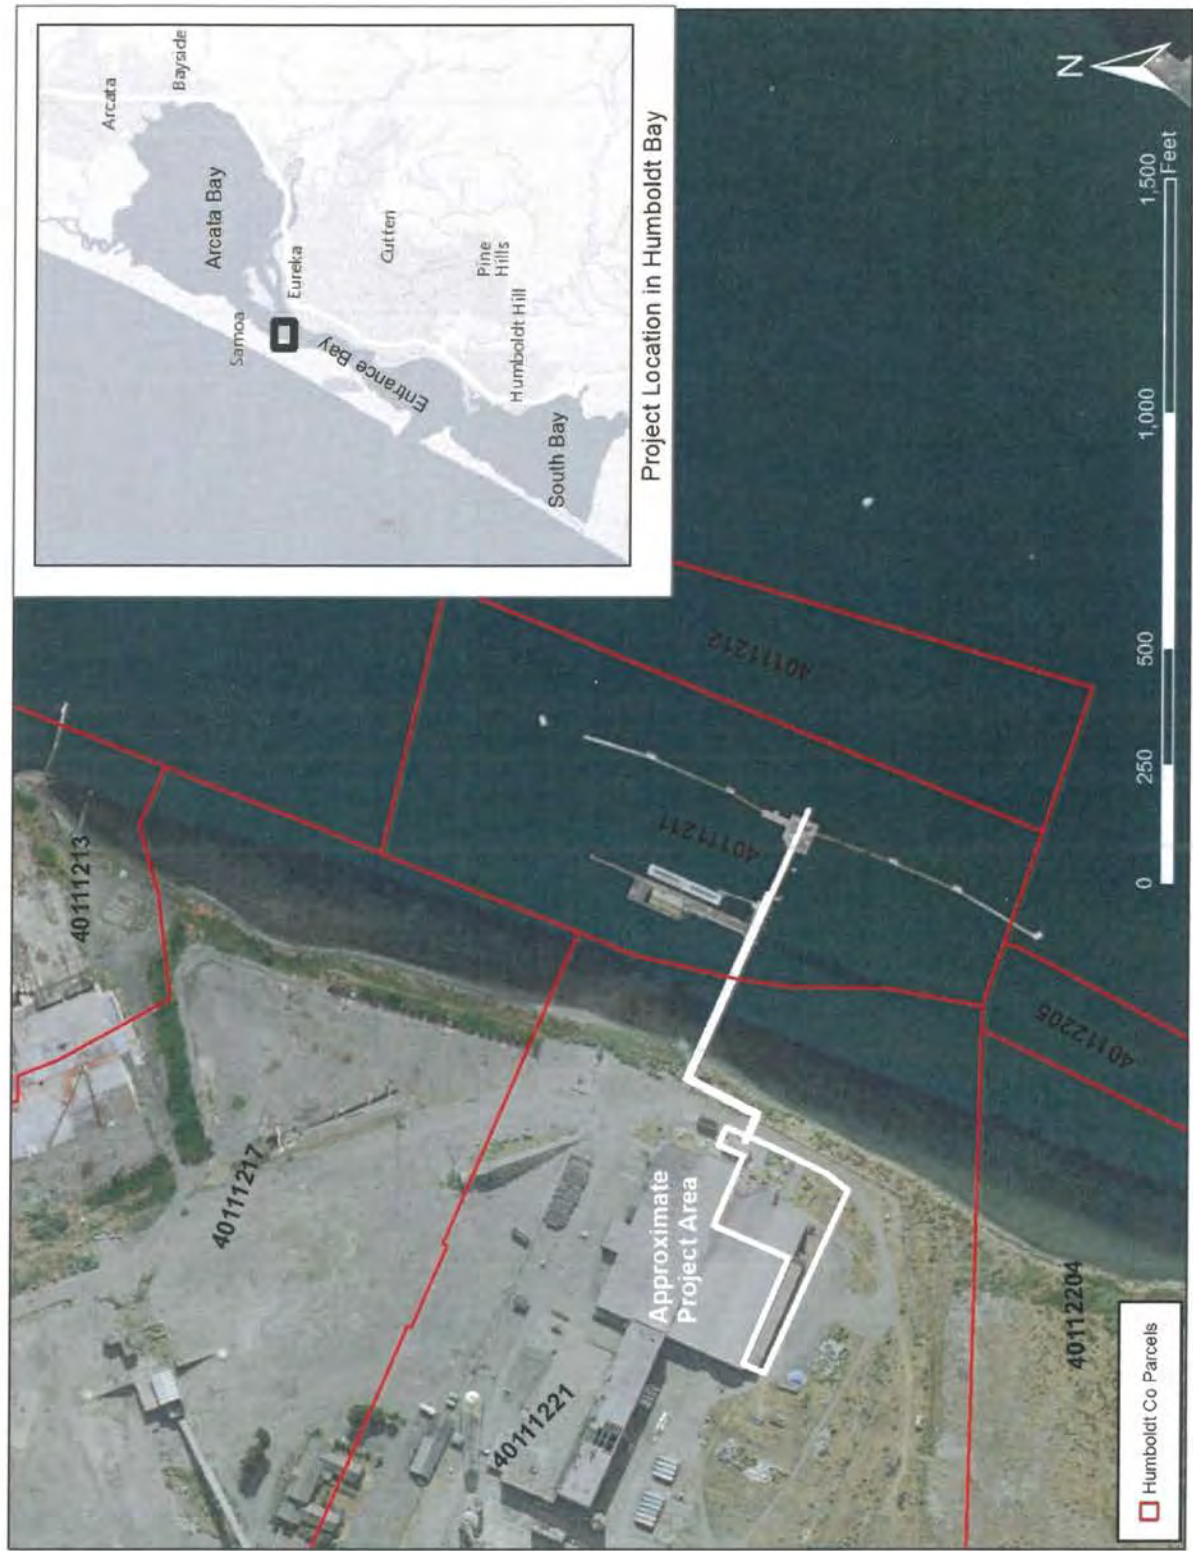 Arcata
Bayside
Arcata Bay
Samoa
Eureka
Entrance Bay
Cutten
Pine
Hills
Humboldt Hill
South Bay
Project Location in Humboldt Bay
N
40111213
40111217
40111212
40111211
Approximate
Project Area
40111221
40112205
40112204
0
250
500
1,000
1,500
Feet
Humboldt Co Parcels